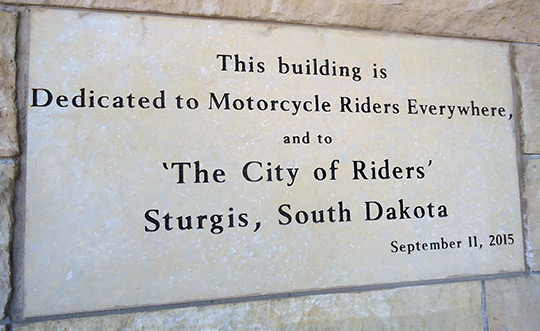 This building is
Dedicated to Motorcycle Riders Everywhere,
and to
‛The City of Riders’
Sturgis, South Dakota
September 11, 2015